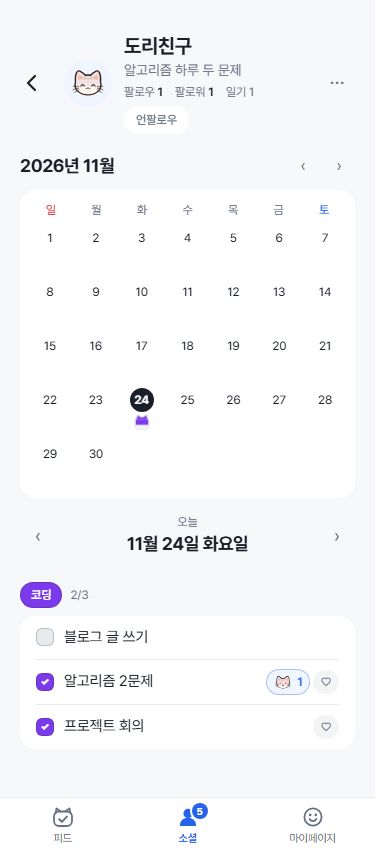 도리친구
알고리즘 하루 두 문제
팔로우 1 팔로워 1 일기 1
언팔로우
2026년 11월
일 월 화 수 목 금 토
1 2 3 4 5 6 7
8 9 10 11 12 13 14
15 16 17 18 19 20 21
22 23 24 25 26 27 28
29 30
오늘
11월 24일 화요일
코딩 2/3
블로그 글 쓰기
알고리즘 2문제 1
프로젝트 회의
5
피드 소셜 마이페이지